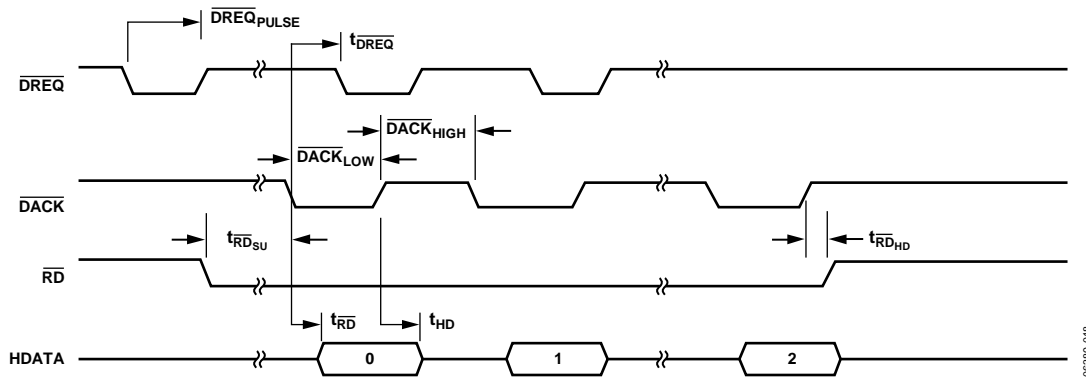 DREQPULSE
tDREQ
DREQ
DACKHIGH
DACKLOW
DACK
tRDSU
tRDHD
RD
tRD
tHD
HDATA
0
1
2